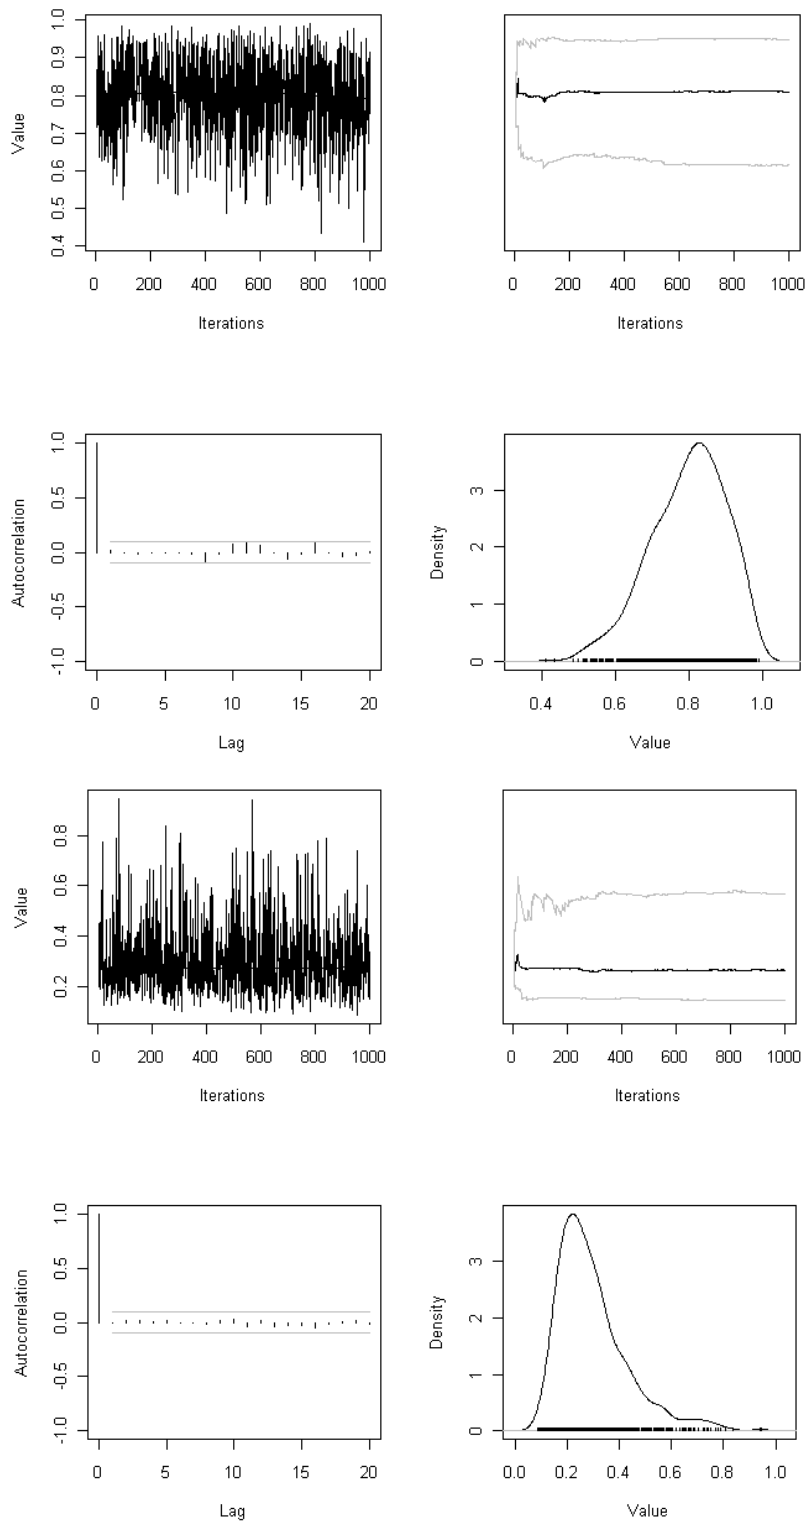 Value
1.0
0.9
0.8
0.7
0.6
0.5
0.4
0 200 400 600 800 1000
Iterations
0 200 400 600 800 1000
Iterations
Autocorrelation
1.0
0.5
0.0
-0.5
-1.0
0 5 10 15 20
Lag
Density
3
2
1
0
0.4 0.6 0.8 1.0
Value
Value
0.8
0.6
0.4
0.2
0 200 400 600 800 1000
Iterations
0 200 400 600 800 1000
Iterations
Autocorrelation
1.0
0.5
0.0
-0.5
-1.0
0 5 10 15 20
Lag
Density
3
2
1
0
0.0 0.2 0.4 0.6 0.8 1.0
Value